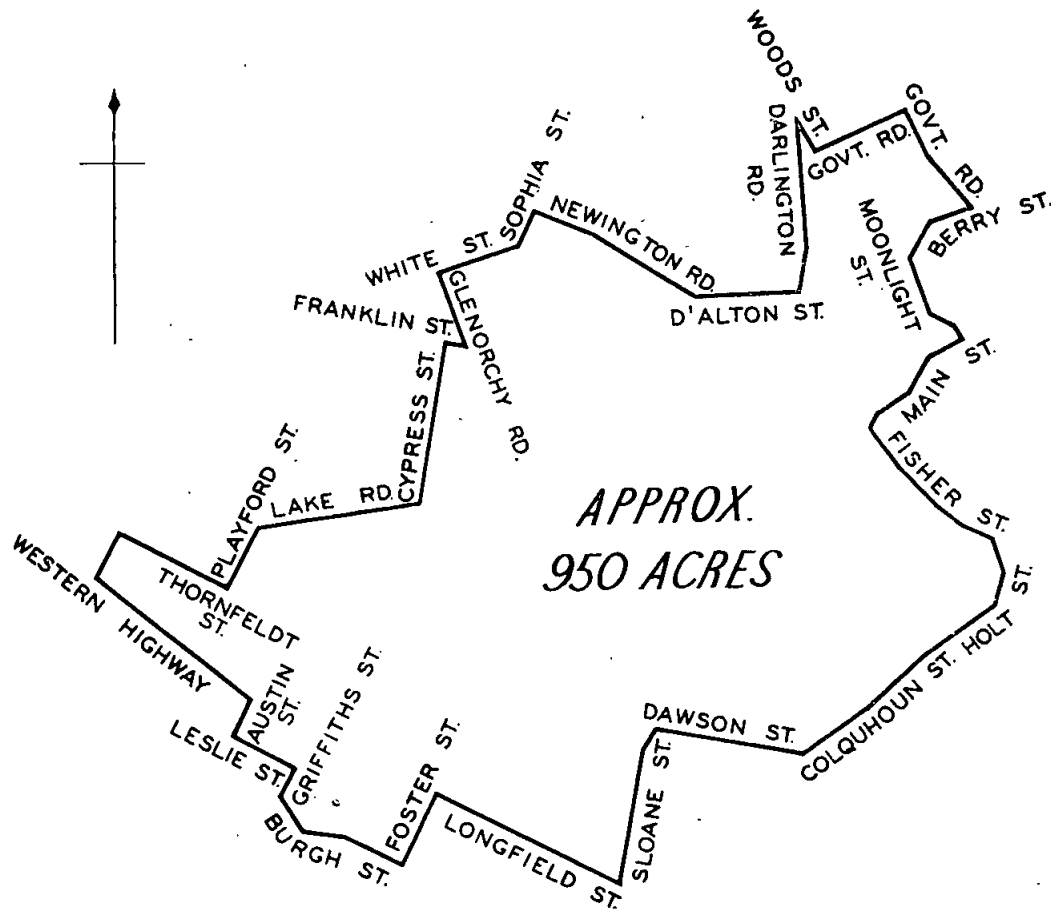 WOODS ST.
GOVT. RD.
GOVT. RD.
DARLINGTON RD.
BERRY ST.
SOPHIA ST.
NEWINGTON RD.
MOONLIGHT ST.
WHITE ST.
GLENORCHY RD.
FRANKLIN ST.
D'ALTON ST.
CYPRESS ST.
MAIN ST.
FISHER ST.
PLAYFORD ST.
LAKE RD.
APPROX.
950 ACRES
WESTERN HIGHWAY
THORNFELDT ST.
HOLT ST.
AUSTIN ST.
GRIFFITHS ST.
LESLIE ST.
COLQUHOUN ST.
DAWSON ST.
FOSTER ST.
SLOANE ST.
BURGH ST.
LONGFIELD ST.